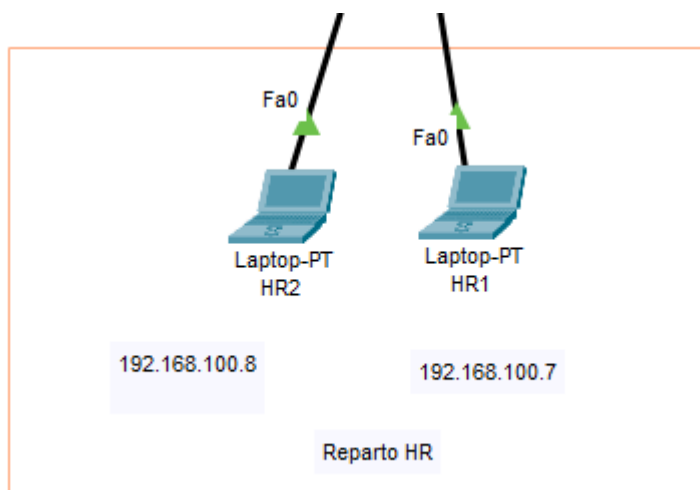 Fa0
Fa0
Laptop-PT
HR2
Laptop-PT
HR1
192.168.100.8
192.168.100.7
Reparto HR